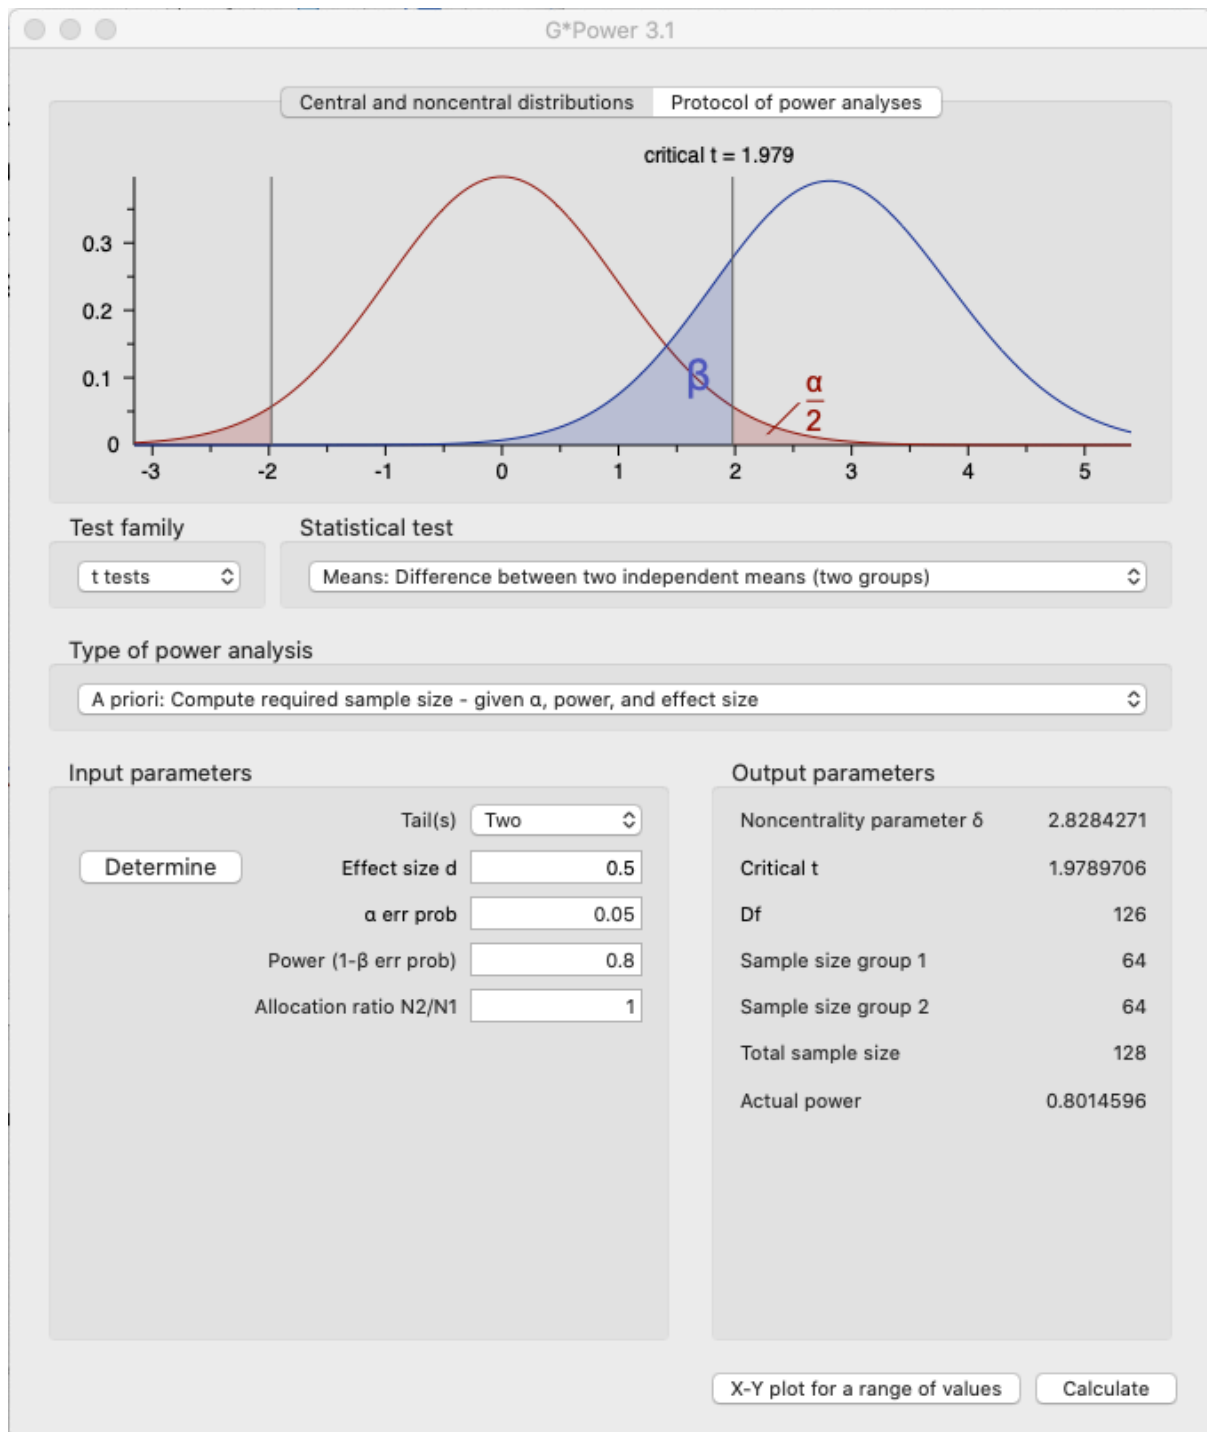 G*Power 3.1
Central and noncentral distributions Protocol of power analyses
critical t = 1.979
0.3
0.2
0.1
0
β
α
2
-3 -2 -1 0 1 2 3 4 5
Test family Statistical test
t tests Means: Difference between two independent means (two groups)
Type of power analysis
A priori: Compute required sample size - given α, power, and effect size
Input parameters Output parameters
Tail(s) Two Noncentrality parameter δ 2.8284271
Determine Effect size d 0.5 Critical t 1.9789706
α err prob 0.05 Df 126
Power (1-β err prob) 0.8 Sample size group 1 64
Allocation ratio N2/N1 1 Sample size group 2 64
Total sample size 128
Actual power 0.8014596
X-Y plot for a range of values Calculate